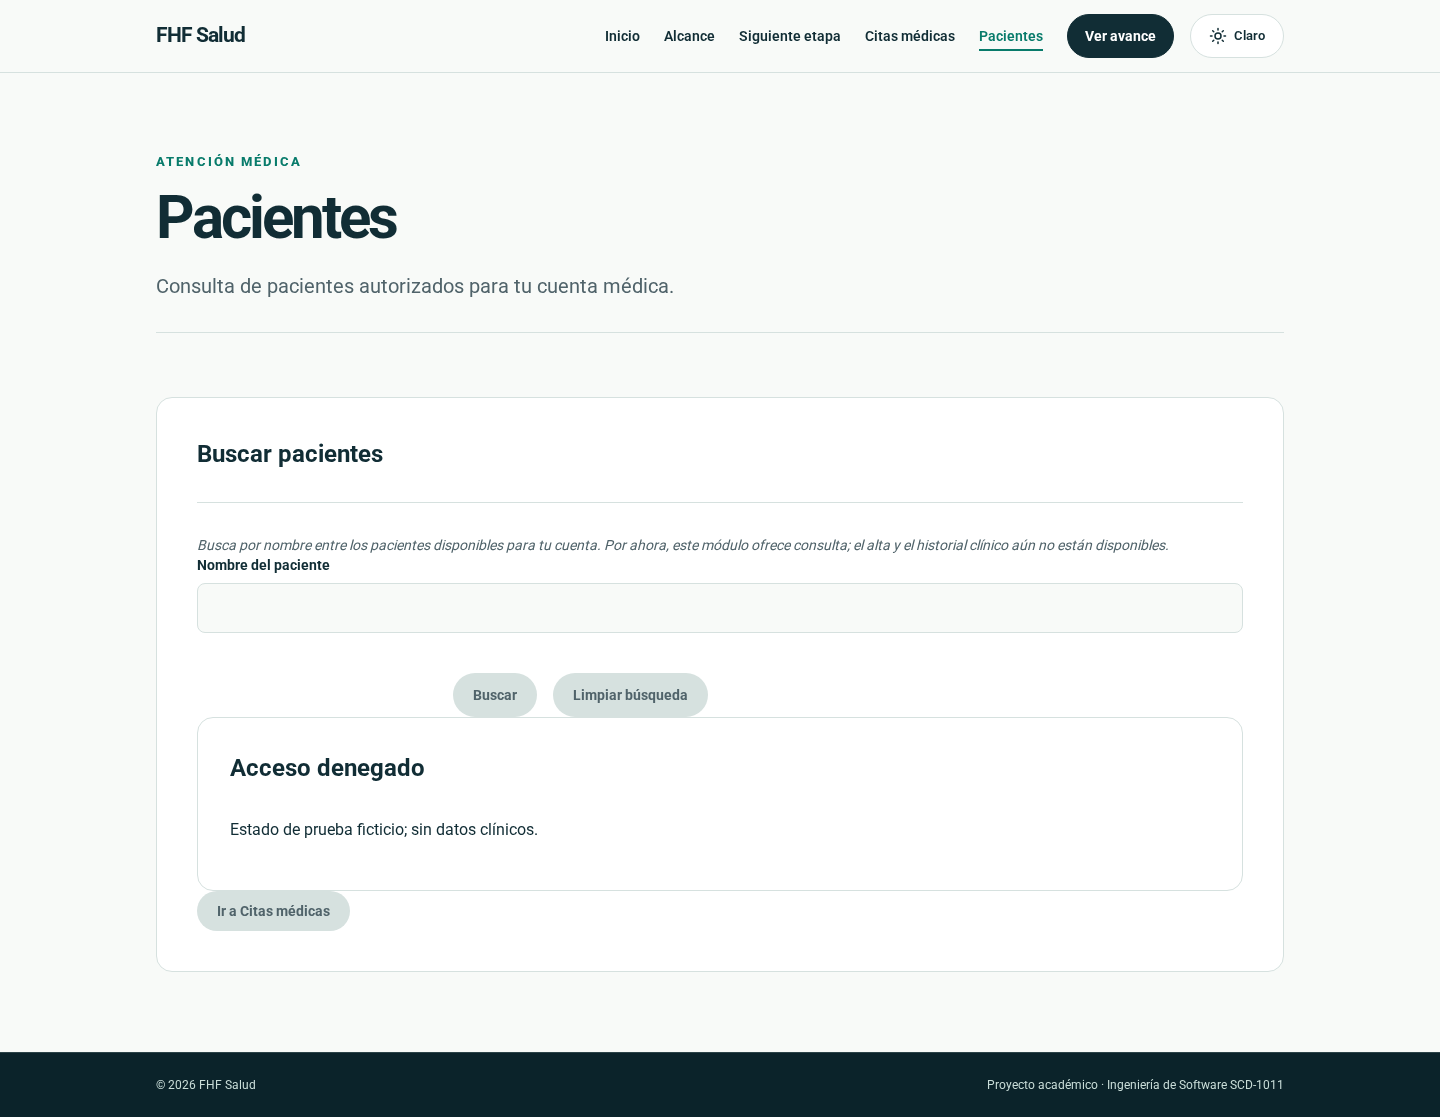 FHF Salud
Inicio Alcance Siguiente etapa Citas médicas Pacientes Ver avance Claro
ATENCIÓN MÉDICA
Pacientes
Consulta de pacientes autorizados para tu cuenta médica.
Buscar pacientes
Busca por nombre entre los pacientes disponibles para tu cuenta. Por ahora, este módulo ofrece consulta; el alta y el historial clínico aún no están disponibles.
Nombre del paciente
Buscar Limpiar búsqueda
Acceso denegado
Estado de prueba ficticio; sin datos clínicos.
Ir a Citas médicas
© 2026 FHF Salud
Proyecto académico · Ingeniería de Software SCD-1011